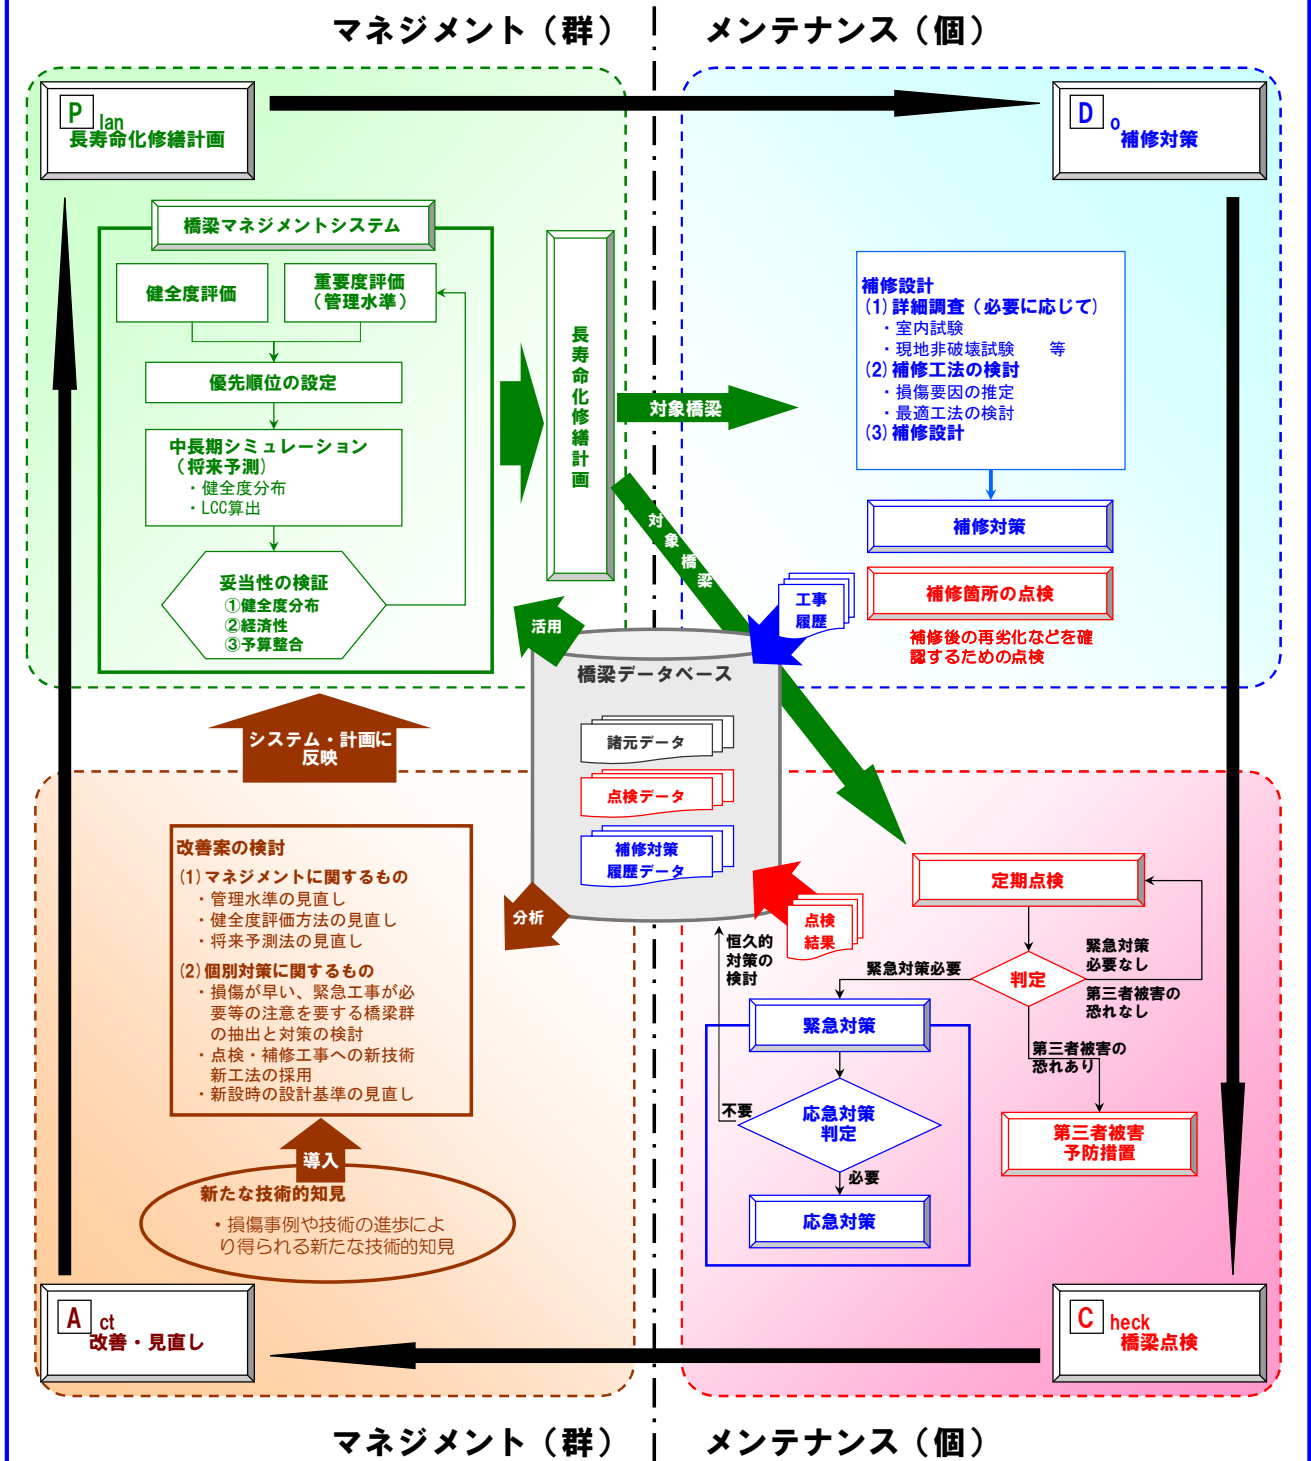 マネジメント（群）
メンテナンス（個）
P lan
長寿命化修繕計画
D o
補修対策
橋梁マネジメントシステム
健全度評価
重要度評価
（管理水準）
優先順位の設定
中長期シミュレーション
（将来予測）
・健全度分布
・LCC算出
妥当性の検証
①健全度分布
②経済性
③予算整合
長寿命化修繕計画
対象橋梁
対象橋梁
補修設計
(1)詳細調査（必要に応じて）
・室内試験
・現地非破壊試験　等
(2)補修工法の検討
・損傷要因の推定
・最適工法の検討
(3)補修設計
補修対策
補修箇所の点検
補修後の再劣化などを確
認するための点検
工事
履歴
活用
橋梁データベース
諸元データ
点検データ
補修対策
履歴データ
システム・計画に
反映
改善案の検討
(1)マネジメントに関するもの
・管理水準の見直し
・健全度評価方法の見直し
・将来予測法の見直し
(2)個別対策に関するもの
・損傷が早い、緊急工事が必
要等の注意を要する橋梁群
の抽出と対策の検討
・点検・補修工事への新技術
新工法の採用
・新設時の設計基準の見直し
分析
導入
新たな技術的知見
・損傷事例や技術の進歩によ
り得られる新たな技術的知見
点検
結果
定期点検
判定
緊急対策
必要なし
第三者被害の
恐れなし
緊急対策必要
恒久的
対策の
検討
緊急対策
第三者被害の
恐れあり
不要
応急対策
判定
第三者被害
予防措置
必要
応急対策
A ct
改善・見直し
C heck
橋梁点検
マネジメント（群）
メンテナンス（個）